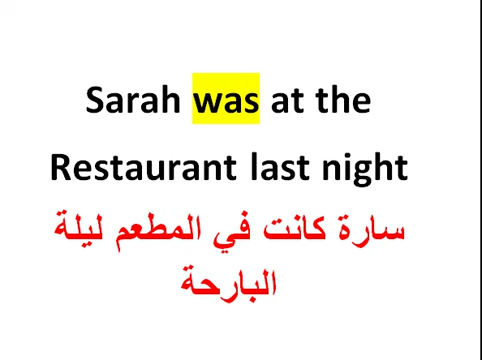 Sarah was at the
Restaurant last night
سارة كانت في المطعم ليلة
البارحة